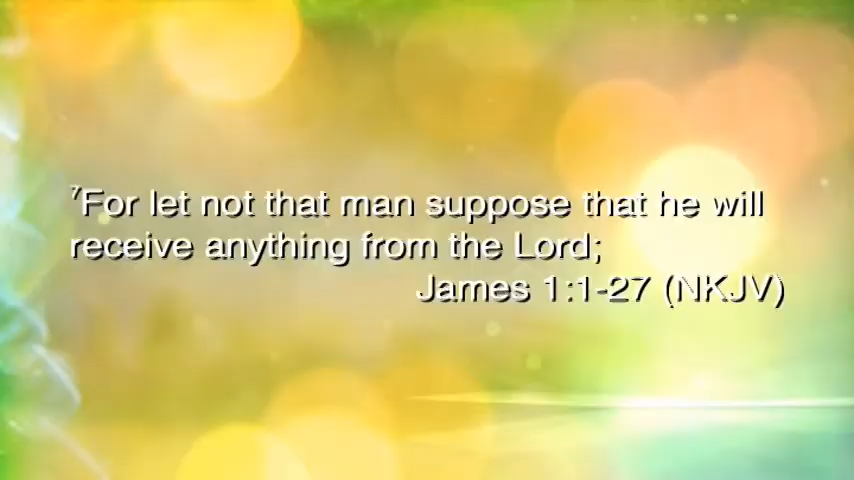 ⁷For let not that man suppose that he will
receive anything from the Lord;
James 1:1-27 (NKJV)